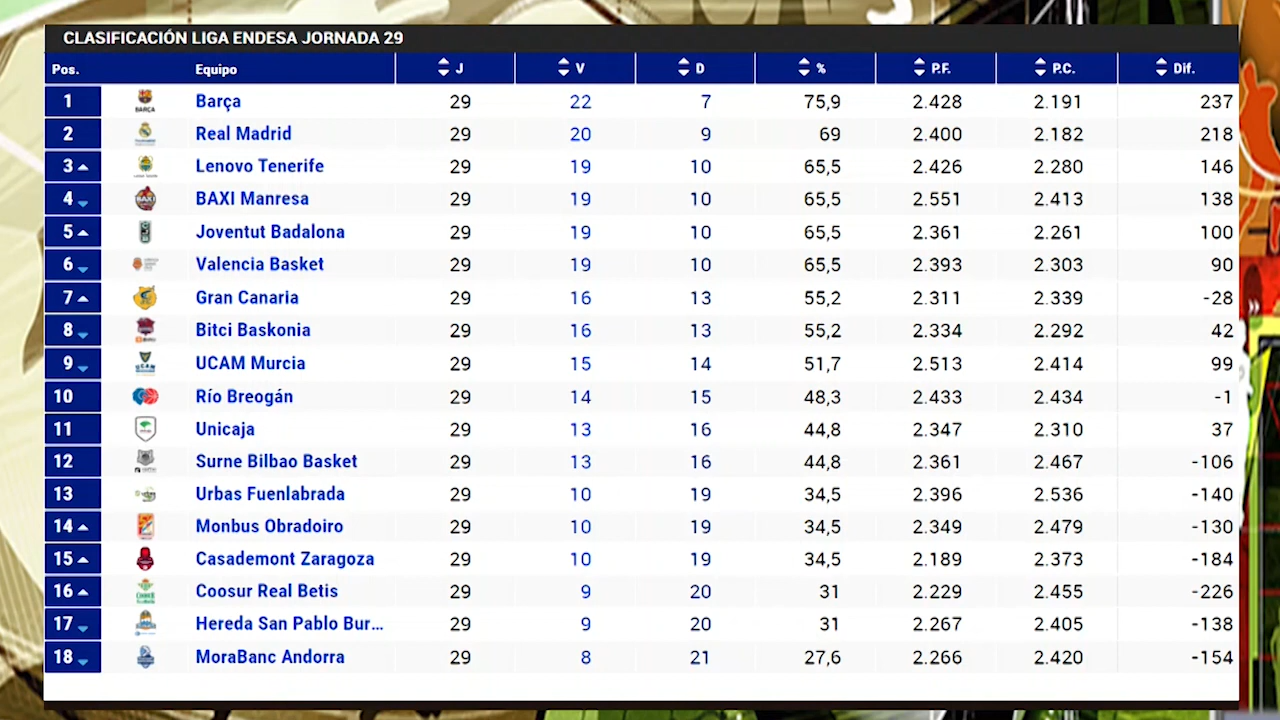 CLASIFICACIÓN LIGA ENDESA JORNADA 29
Pos. Equipo J V D % P.F. P.C. Dif.
1 BARÇA Barça 29 22 7 75,9 2.428 2.191 237
2 Real Madrid 29 20 9 69 2.400 2.182 218
3 Lenovo Tenerife 29 19 10 65,5 2.426 2.280 146
4 BAXI BAXI Manresa 29 19 10 65,5 2.551 2.413 138
5 Joventut Badalona 29 19 10 65,5 2.361 2.261 100
6 Valencia Basket 29 19 10 65,5 2.393 2.303 90
7 Gran Canaria 29 16 13 55,2 2.311 2.339 -28
8 Bitci Baskonia 29 16 13 55,2 2.334 2.292 42
9 UCAM UCAM Murcia 29 15 14 51,7 2.513 2.414 99
10 Río Breogán 29 14 15 48,3 2.433 2.434 -1
11 Unicaja 29 13 16 44,8 2.347 2.310 37
12 Surne Bilbao Basket 29 13 16 44,8 2.361 2.467 -106
13 Urbas Fuenlabrada 29 10 19 34,5 2.396 2.536 -140
14 Monbus Obradoiro 29 10 19 34,5 2.349 2.479 -130
15 Casademont Zaragoza 29 10 19 34,5 2.189 2.373 -184
16 Coosur Real Betis 29 9 20 31 2.229 2.455 -226
17 Hereda San Pablo Bur... 29 9 20 31 2.267 2.405 -138
18 MoraBanc Andorra 29 8 21 27,6 2.266 2.420 -154